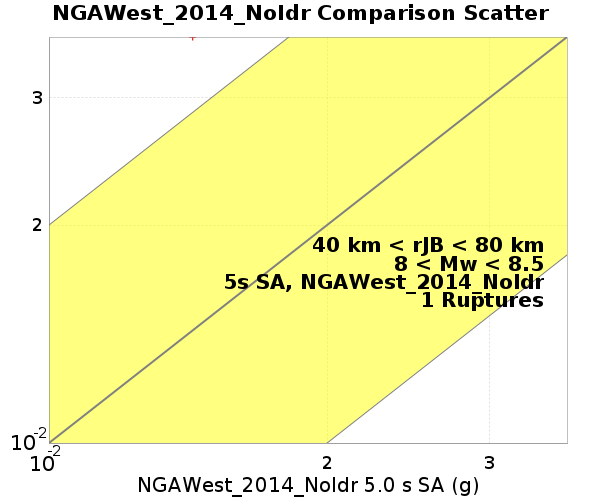 NGAWest_2014_NoIdr Comparison Scatter
3
2
40 km < rJB < 80 km
8 < Mw < 8.5
5s SA, NGAWest_2014_NoIdr
1 Ruptures
10^-2
10^-2
2
3
NGAWest_2014_NoIdr 5.0 s SA (g)